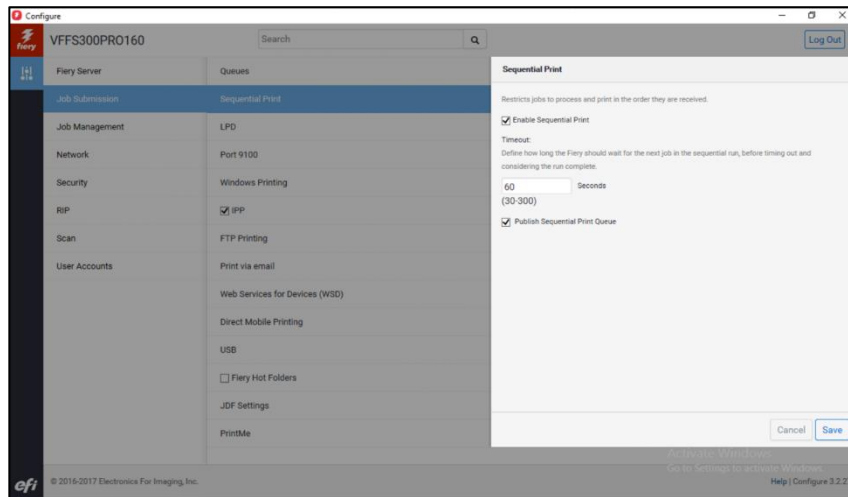 Configure
fiery
VFFS300PRO160
Search
Log Out
Fiery Server
Job Submission
Job Management
Network
Security
RIP
Scan
User Accounts
Queues
Sequential Print
LPD
Port 9100
Windows Printing
IPP
FTP Printing
Print via email
Web Services for Devices (WSD)
Direct Mobile Printing
USB
Fiery Hot Folders
JDF Settings
PrintMe
Sequential Print
Restricts jobs to process and print in the order they are received.
Enable Sequential Print
Timeout:
Define how long the Fiery should wait for the next job in the sequential run, before timing out and
considering the run complete.
60 Seconds
(30-300)
Publish Sequential Print Queue
Cancel Save
Activate Windows
Go to Settings to activate Windows.
efi
© 2016-2017 Electronics For Imaging, Inc.
Help | Configure 3.2.2